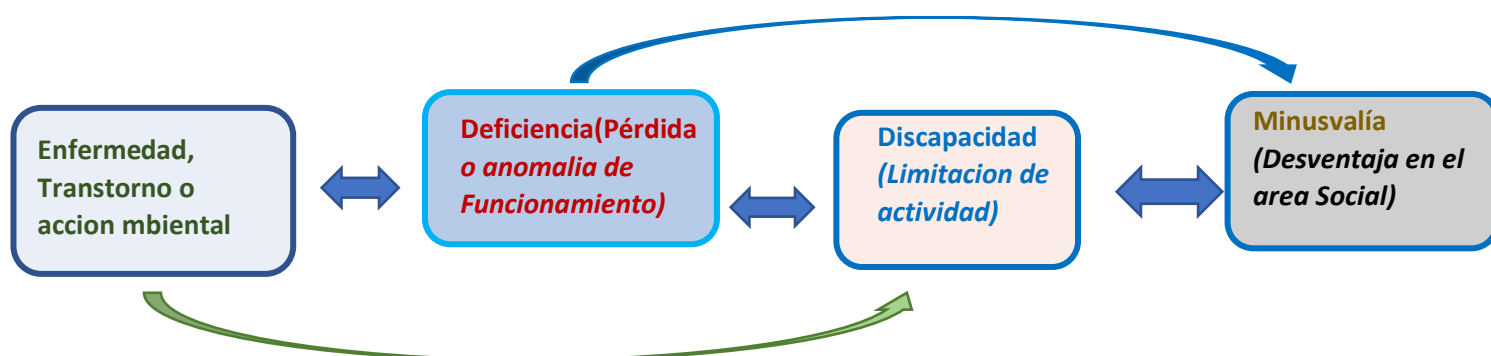 Enfermedad,
Transtorno o
accion mbiental
Deficiencia(Pérdida
o anomalia de
Funcionamiento)
Discapacidad
(Limitacion de
actividad)
Minusvalía
(Desventaja en el
area Social)